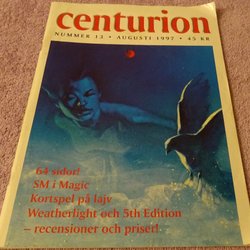 centurion
NUMMER 13 • AUGUSTI 1997 • 45 KR
64 sidor!
SM i Magic
Kortspel på lajv
Weatherlight och 5th Edition
– recensioner och priser!